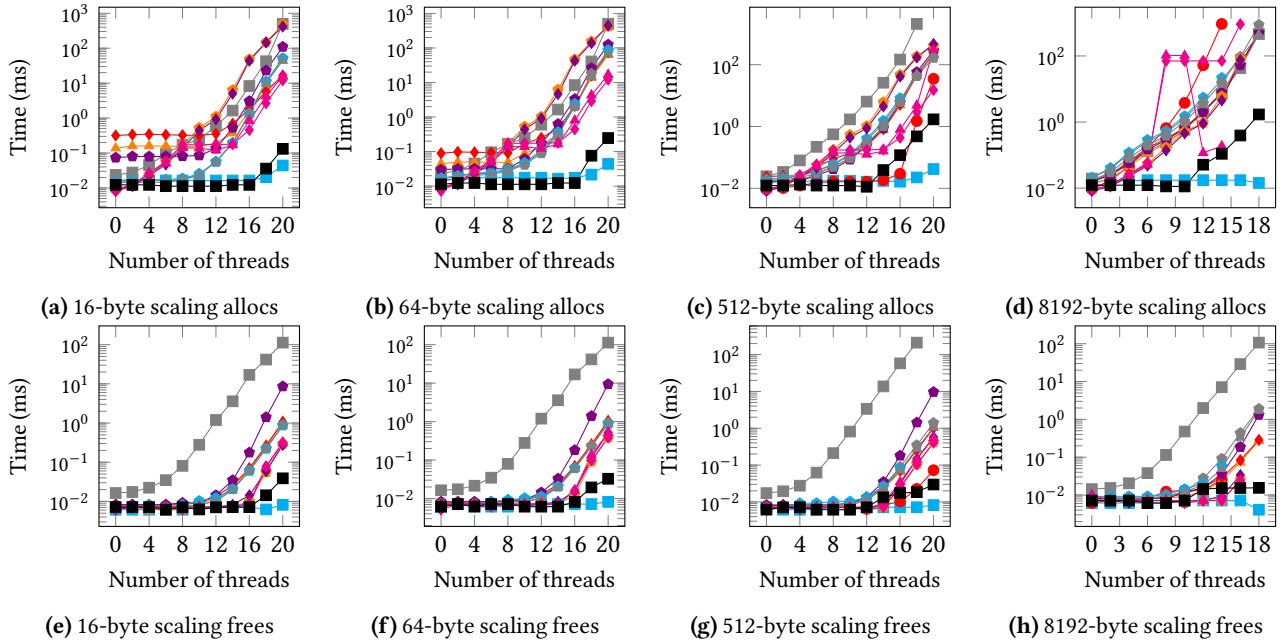 10^3
10^2
10^1
10^0
10^-1
10^-2
Time (ms)
0 4 8 12 16 20
Number of threads
(a) 16-byte scaling allocs
10^3
10^2
10^1
10^0
10^-1
10^-2
Time (ms)
0 4 8 12 16 20
Number of threads
(b) 64-byte scaling allocs
10^2
10^0
10^-2
Time (ms)
0 4 8 12 16 20
Number of threads
(c) 512-byte scaling allocs
10^2
10^0
10^-2
Time (ms)
0 3 6 9 12 15 18
Number of threads
(d) 8192-byte scaling allocs
10^2
10^1
10^0
10^-1
10^-2
Time (ms)
0 4 8 12 16 20
Number of threads
(e) 16-byte scaling frees
10^2
10^1
10^0
10^-1
10^-2
Time (ms)
0 4 8 12 16 20
Number of threads
(f) 64-byte scaling frees
10^2
10^1
10^0
10^-1
10^-2
Time (ms)
0 4 8 12 16 20
Number of threads
(g) 512-byte scaling frees
10^2
10^1
10^0
10^-1
10^-2
Time (ms)
0 3 6 9 12 15 18
Number of threads
(h) 8192-byte scaling frees